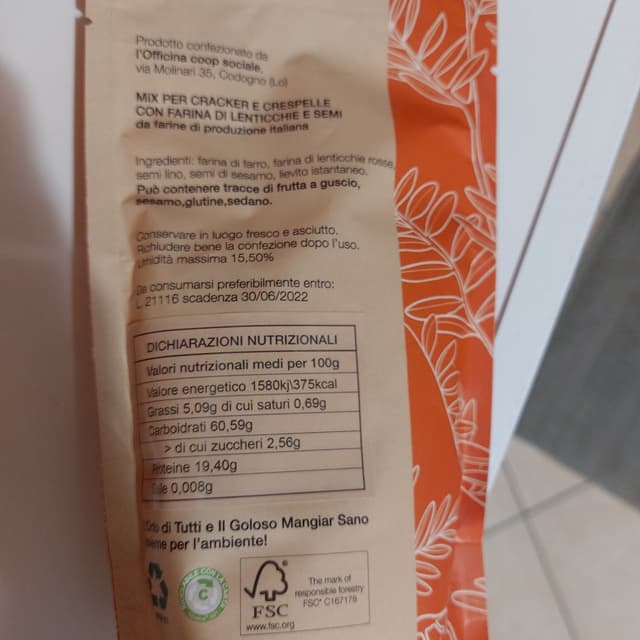 Prodotto confezionato da
l'Officina coop sociale,
via Molinari 35, Codogno (Lo)
MIX PER CRACKER E CRESPELLE
CON FARINA DI LENTICCHIE E SEMI
da farine di produzione italiana
Ingredienti: farina di farro, farina di lenticchie rosse,
semi lino, semi di sesamo, lievito istantaneo.
Può contenere tracce di frutta a guscio,
sesamo,glutine,sedano.
Conservare in luogo fresco e asciutto.
Richiudere bene la confezione dopo l'uso.
Umidità massima 15,50%
Da consumarsi preferibilmente entro:
L 21116 scadenza 30/06/2022
DICHIARAZIONI NUTRIZIONALI
Valori nutrizionali medi per 100g
Valore energetico 1580kj\375kcal
Grassi 5,09g di cui saturi 0,69g
Carboidrati 60,59g
> di cui zuccheri 2,56g
Proteine 19,40g
Sale 0,008g
di Tutti e Il Goloso Mangiar Sano
per l'ambiente!
C
FSC
www.fsc.org
The mark of
responsible forestry
FSC® C167178